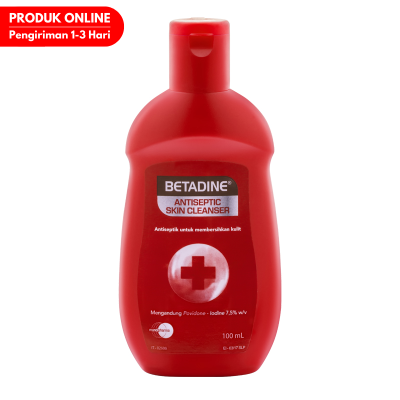 PRODUK ONLINE
Pengiriman 1-3 Hari
BETADINE®
ANTISEPTIC
SKIN CLEANSER
Antiseptik untuk membersihkan kulit
Mengandung Povidone - Iodine 7,5% w/v
100 mL